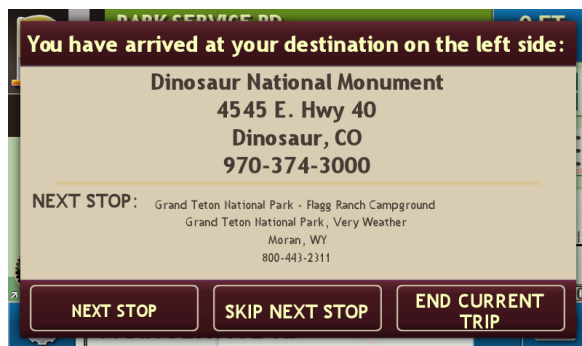 PARK SERVICE RD
0 FT
You have arrived at your destination on the left side:
Dinosaur National Monument
4545 E. Hwy 40
Dinosaur, CO
970-374-3000
NEXT STOP:
Grand Teton National Park - Flagg Ranch Campground
Grand Teton National Park, Very Weather
Moran, WY
800-443-2311
NEXT STOP
SKIP NEXT STOP
END CURRENT
TRIP